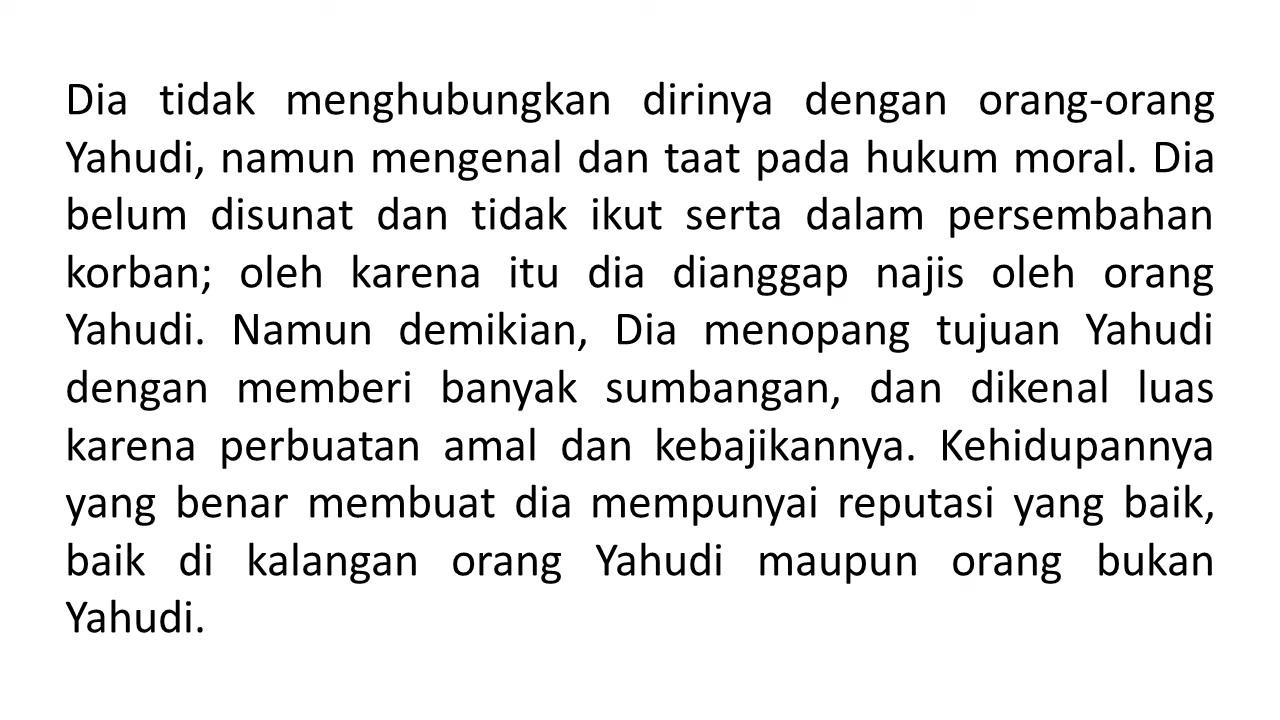 Dia tidak menghubungkan dirinya dengan orang-orang
Yahudi, namun mengenal dan taat pada hukum moral. Dia
belum disunat dan tidak ikut serta dalam persembahan
korban; oleh karena itu dia dianggap najis oleh orang
Yahudi. Namun demikian, Dia menopang tujuan Yahudi
dengan memberi banyak sumbangan, dan dikenal luas
karena perbuatan amal dan kebajikannya. Kehidupannya
yang benar membuat dia mempunyai reputasi yang baik,
baik di kalangan orang Yahudi maupun orang bukan
Yahudi.